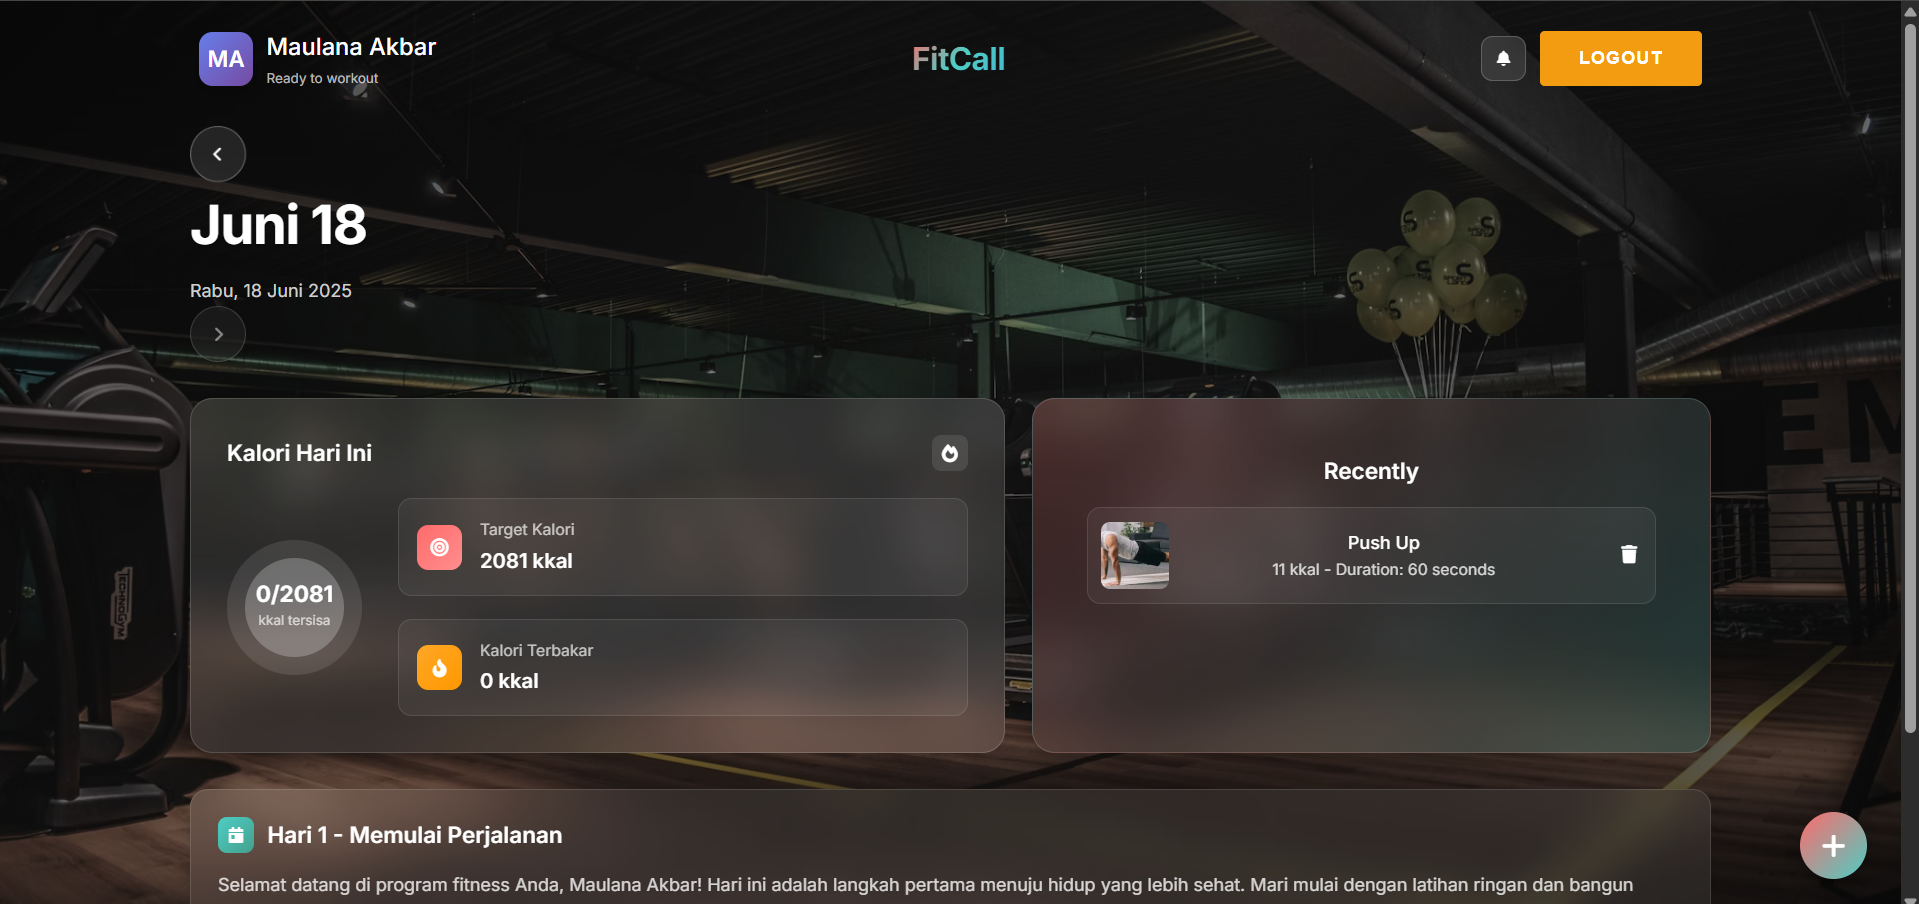 MA
Maulana Akbar
Ready to workout
FitCall
LOGOUT
Juni 18
Rabu, 18 Juni 2025
Kalori Hari Ini
0/2081
kkal tersisa
Target Kalori
2081 kkal
Kalori Terbakar
0 kkal
Recently
Push Up
11 kkal - Duration: 60 seconds
Hari 1 - Memulai Perjalanan
Selamat datang di program fitness Anda, Maulana Akbar! Hari ini adalah langkah pertama menuju hidup yang lebih sehat. Mari mulai dengan latihan ringan dan bangun
TECHNOGYM
EM